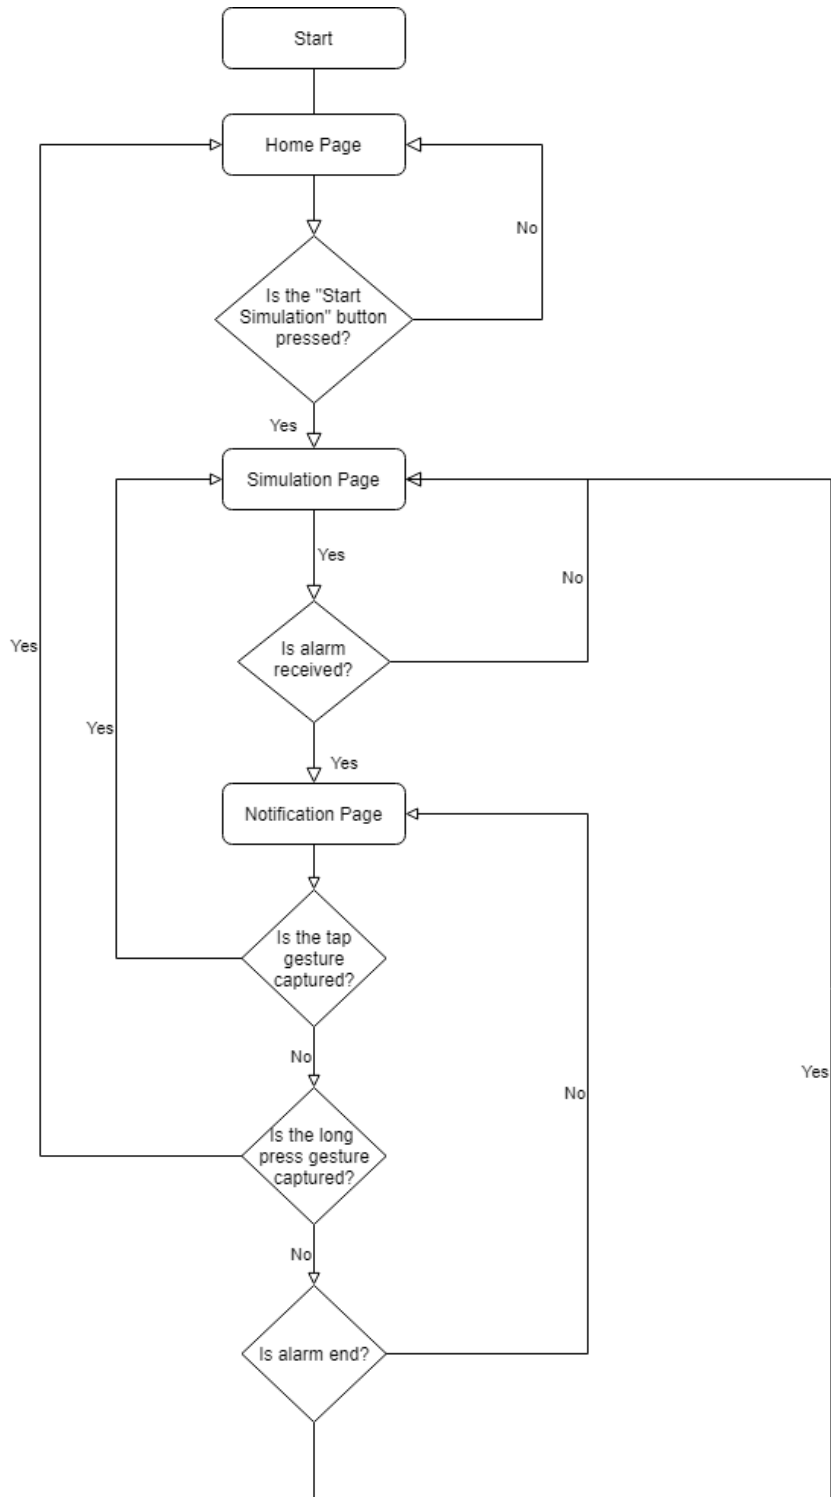 Start
Home Page
No
Is the "Start
Simulation" button
pressed?
Yes
Simulation Page
Yes
No
Is alarm
received?
Yes
Yes
Yes
Notification Page
Is the tap
gesture
captured?
No
Yes
No
Is the long
press gesture
captured?
No
Is alarm end?